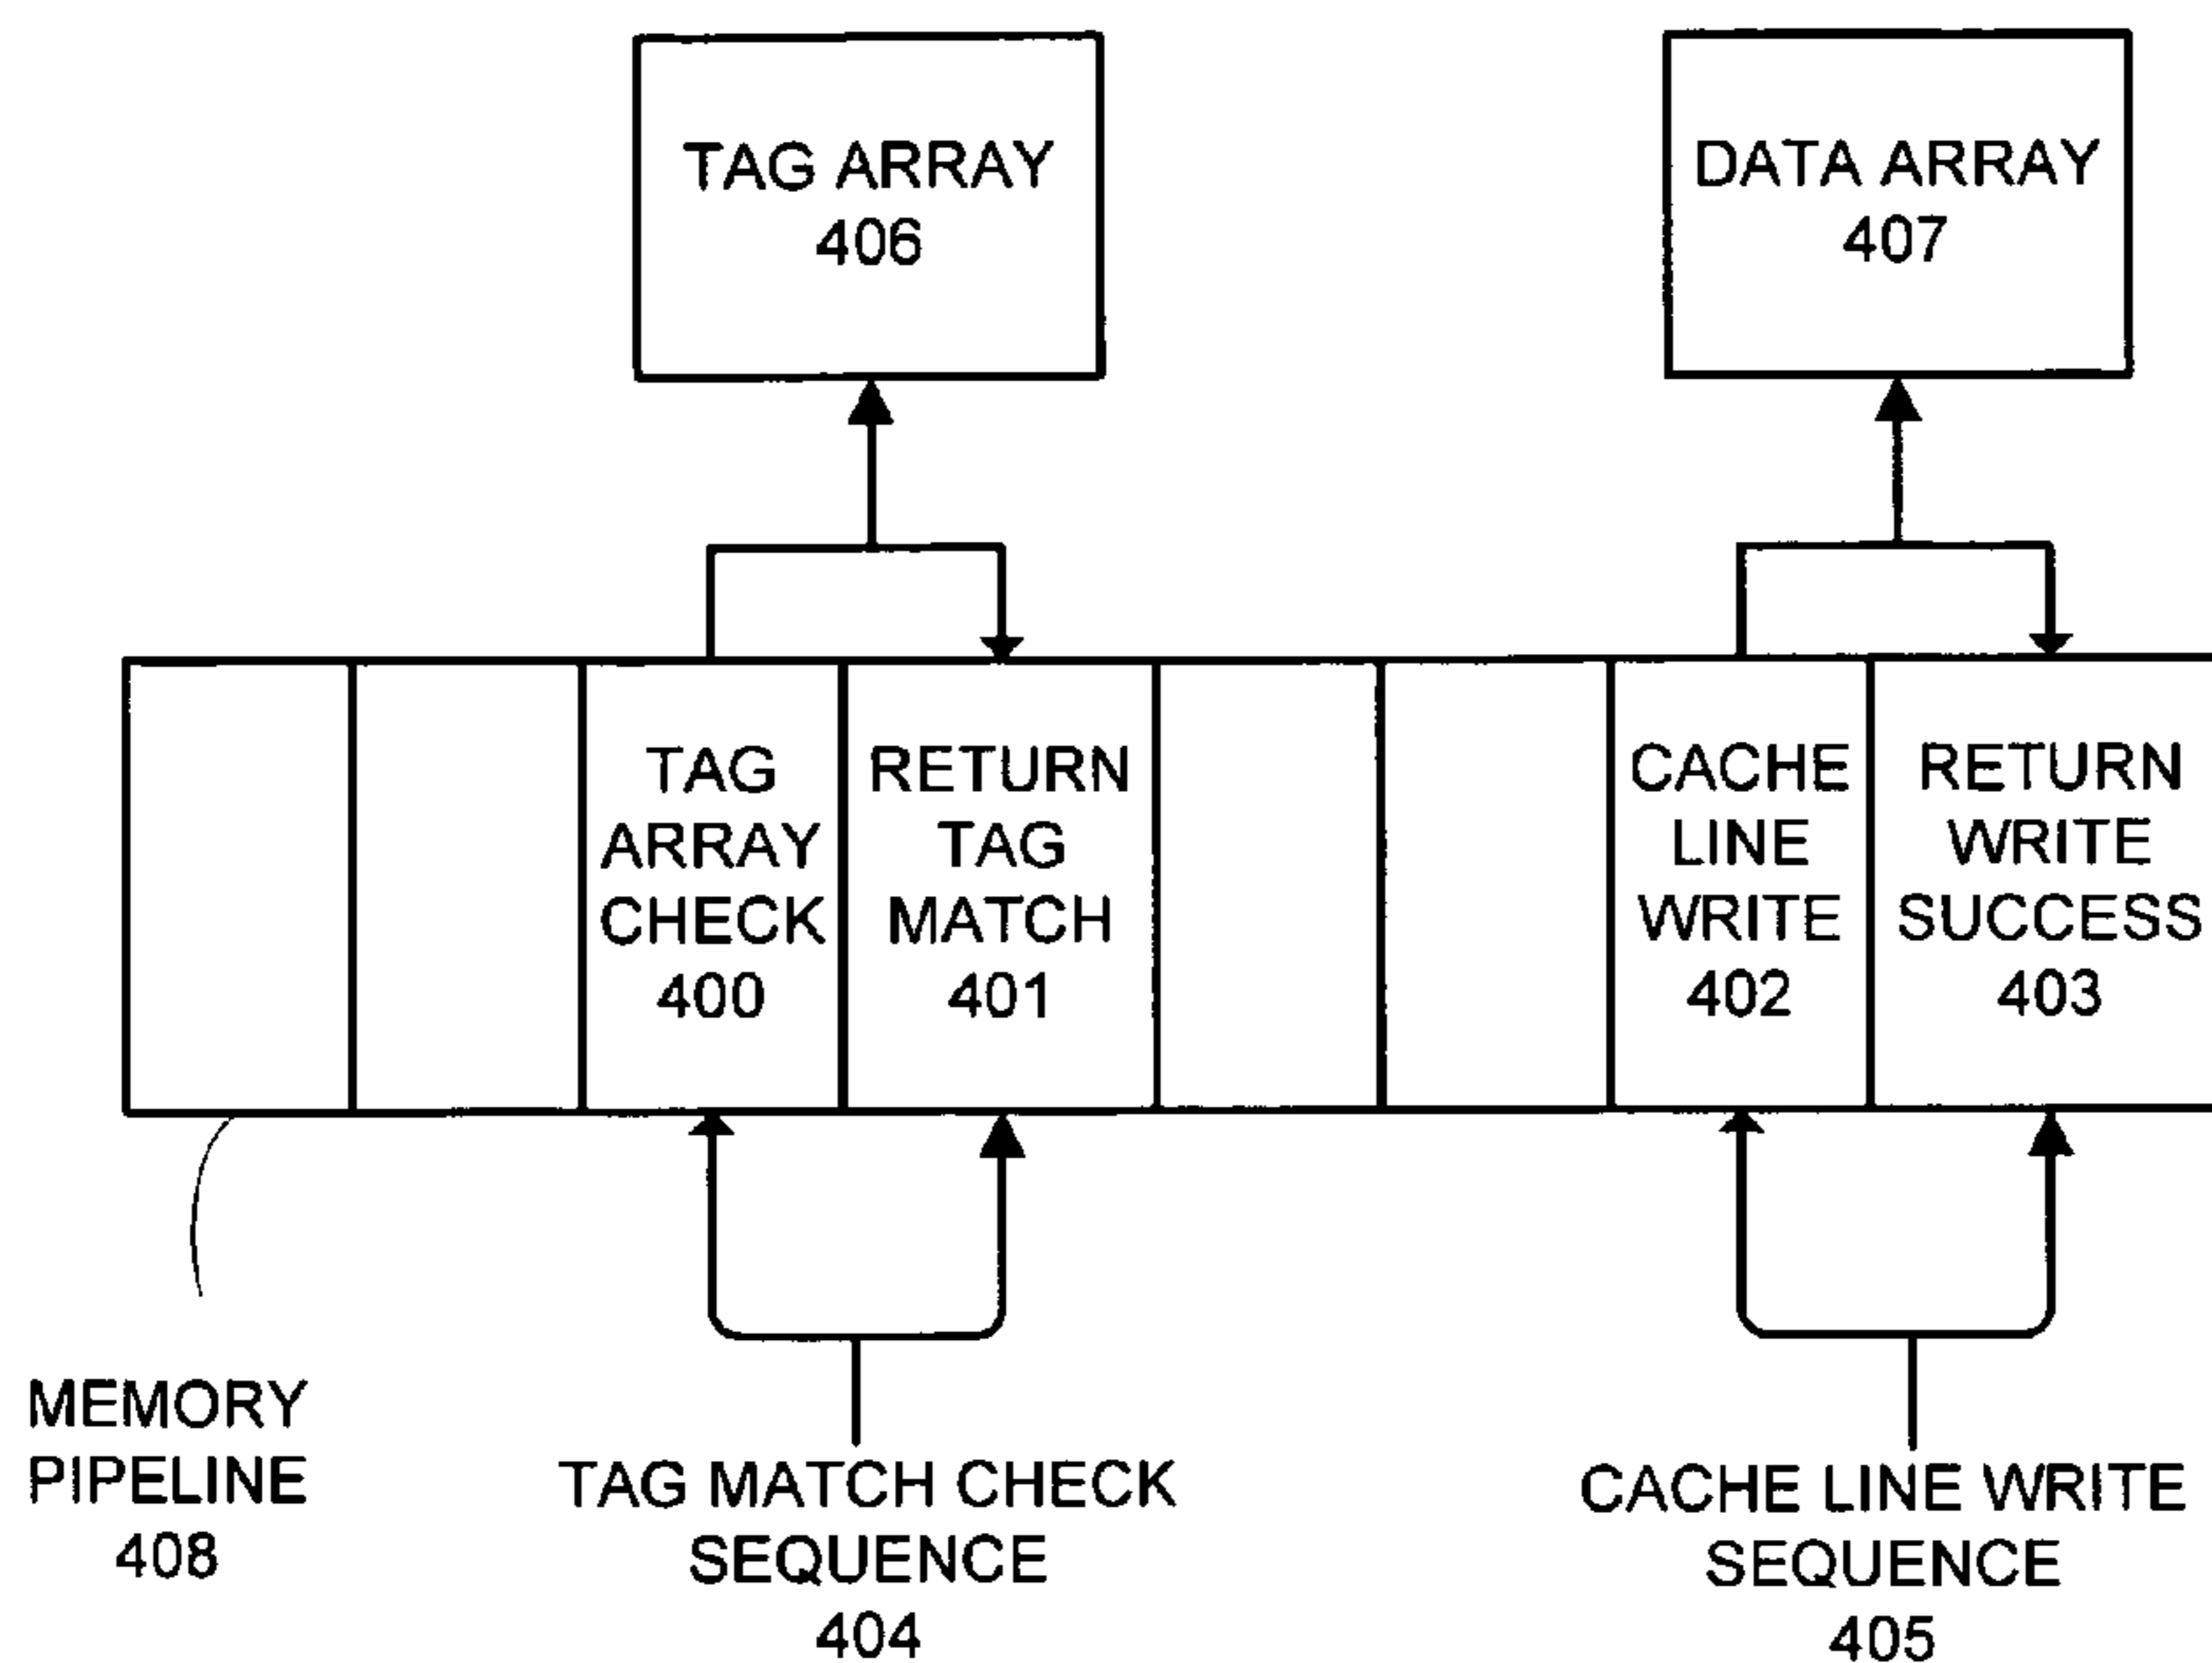 TAG ARRAY
406
DATA ARRAY
407
TAG
ARRAY
CHECK
400
RETURN
TAG
MATCH
401
CACHE
LINE
WRITE
402
RETURN
WRITE
SUCCESS
403
MEMORY
PIPELINE
408
TAG MATCH CHECK
SEQUENCE
404
CACHE LINE WRITE
SEQUENCE
405